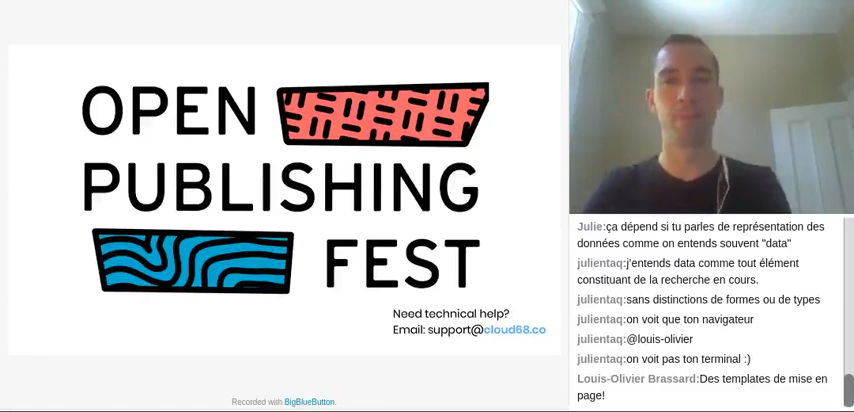 OPEN
PUBLISHING
FEST
Need technical help?
Email: support@cloud68.co
Recorded with BigBlueButton.
Julie:ça dépend si tu parles de représentation des
données comme on entends souvent "data"
julientaq:j'entends data comme tout élément
constituant de la recherche en cours.
julientaq:sans distinctions de formes ou de types
julientaq:on voit que ton navigateur
julientaq:@louis-olivier
julientaq:on voit pas ton terminal :)
Louis-Olivier Brassard:Des templates de mise en
page!